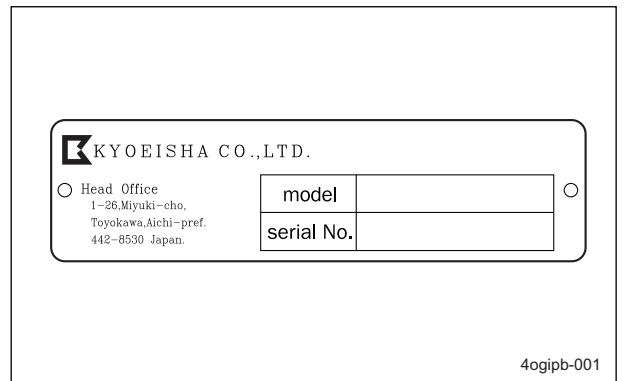 KYOEISHA CO.,LTD.
Head Office
1-26,Miyuki-cho,
Toyokawa,Aichi-pref.
442-8530 Japan.
model
serial No.
4ogipb-001